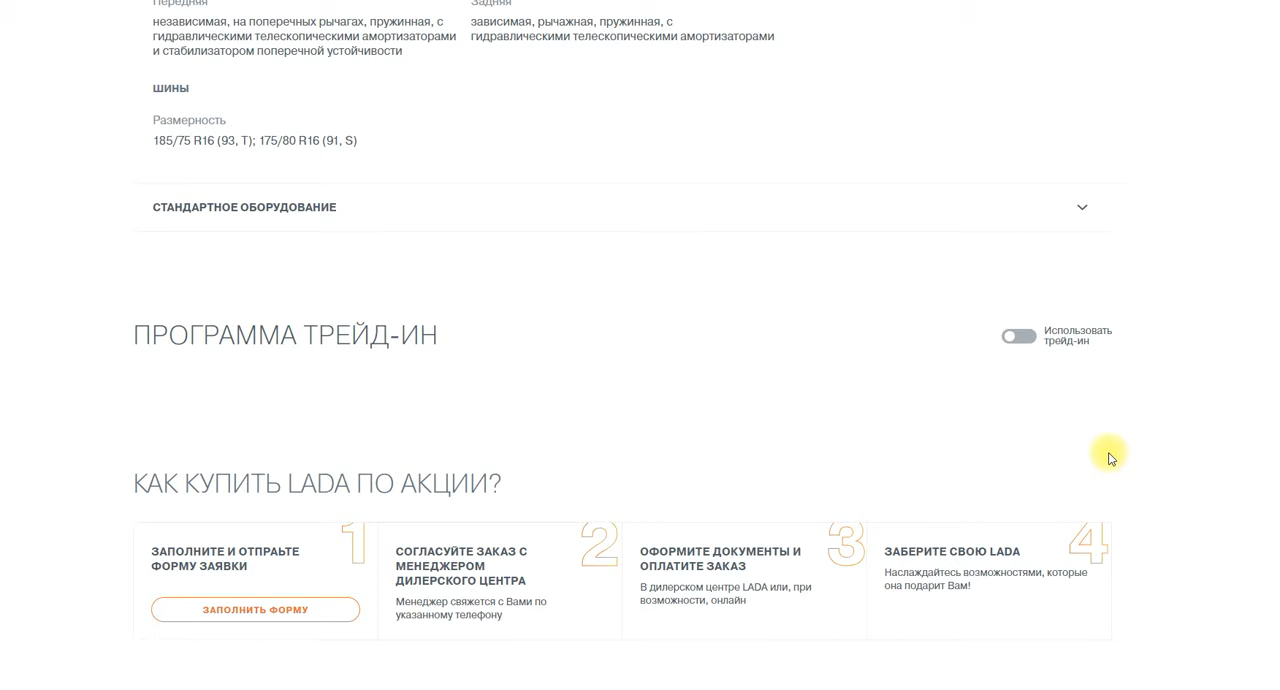 Передняя
Задняя
независимая, на поперечных рычагах, пружинная, с
гидравлическими телескопическими амортизаторами
и стабилизатором поперечной устойчивости
зависимая, рычажная, пружинная, с
гидравлическими телескопическими амортизаторами
ШИНЫ
Размерность
185/75 R16 (93, T); 175/80 R16 (91, S)
СТАНДАРТНОЕ ОБОРУДОВАНИЕ
ПРОГРАММА ТРЕЙД-ИН
Использовать
трейд-ин
КАК КУПИТЬ LADA ПО АКЦИИ?
1
ЗАПОЛНИТЕ И ОТПРАЬТЕ
ФОРМУ ЗАЯВКИ
ЗАПОЛНИТЬ ФОРМУ
2
СОГЛАСУЙТЕ ЗАКАЗ С
МЕНЕДЖЕРОМ
ДИЛЕРСКОГО ЦЕНТРА
Менеджер свяжется с Вами по
указанному телефону
3
ОФОРМИТЕ ДОКУМЕНТЫ И
ОПЛАТИТЕ ЗАКАЗ
В дилерском центре LADA или, при
возможности, онлайн
4
ЗАБЕРИТЕ СВОЮ LADA
Наслаждайтесь возможностями, которые
она подарит Вам!